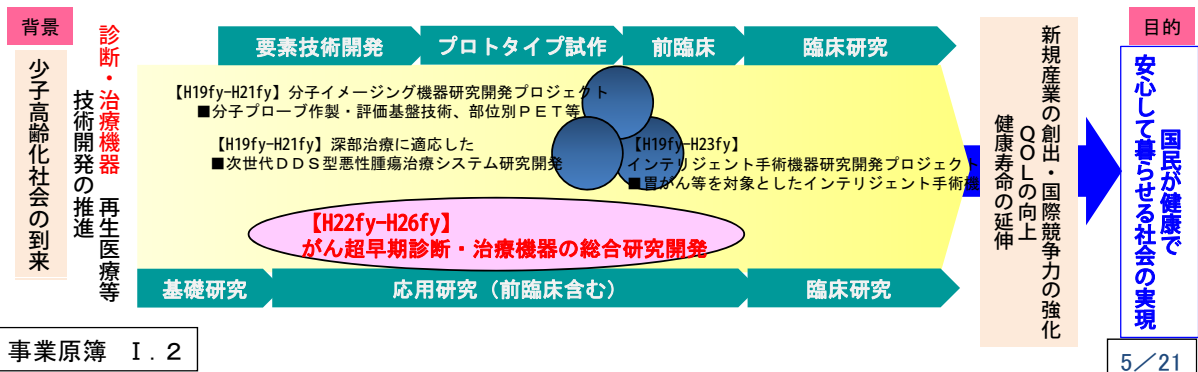 背景
少子高齢化社会の到来
診断・治療機器 再生医療等
技術開発の推進
要素技術開発
プロトタイプ試作
前臨床
臨床研究
【H19fy-H21fy】分子イメージング機器研究開発プロジェクト
■分子プローブ作製・評価基盤技術、部位別ＰＥＴ等
【H19fy-H21fy】深部治療に適応した
■次世代ＤＤＳ型悪性腫瘍治療システム研究開発
【H19fy-H23fy】
インテリジェント手術機器研究開発プロジェクト
■胃がん等を対象としたインテリジェント手術機
【H22fy-H26fy】
がん超早期診断・治療機器の総合研究開発
基礎研究
応用研究（前臨床含む）
臨床研究
新規産業の創出・国際競争力の強化
ＱＯＬの向上
健康寿命の延伸
目的
国民が健康で
安心して暮らせる社会の実現
事業原簿　Ⅰ．２
5／21